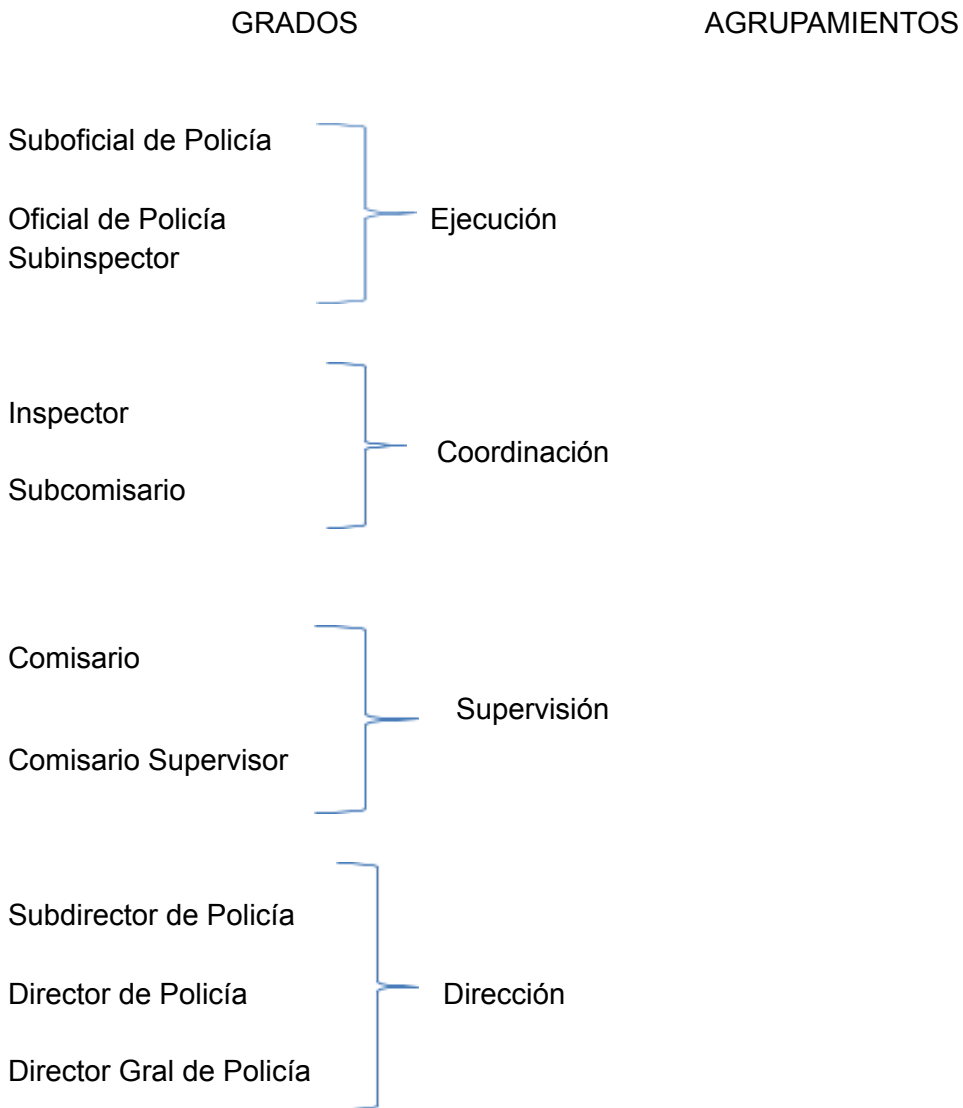 GRADOS AGRUPAMIENTOS
Suboficial de Policía
Oficial de Policía Ejecución
Subinspector
Inspector
Coordinación
Subcomisario
Comisario
Supervisión
Comisario Supervisor
Subdirector de Policía
Director de Policía Dirección
Director Gral de Policía